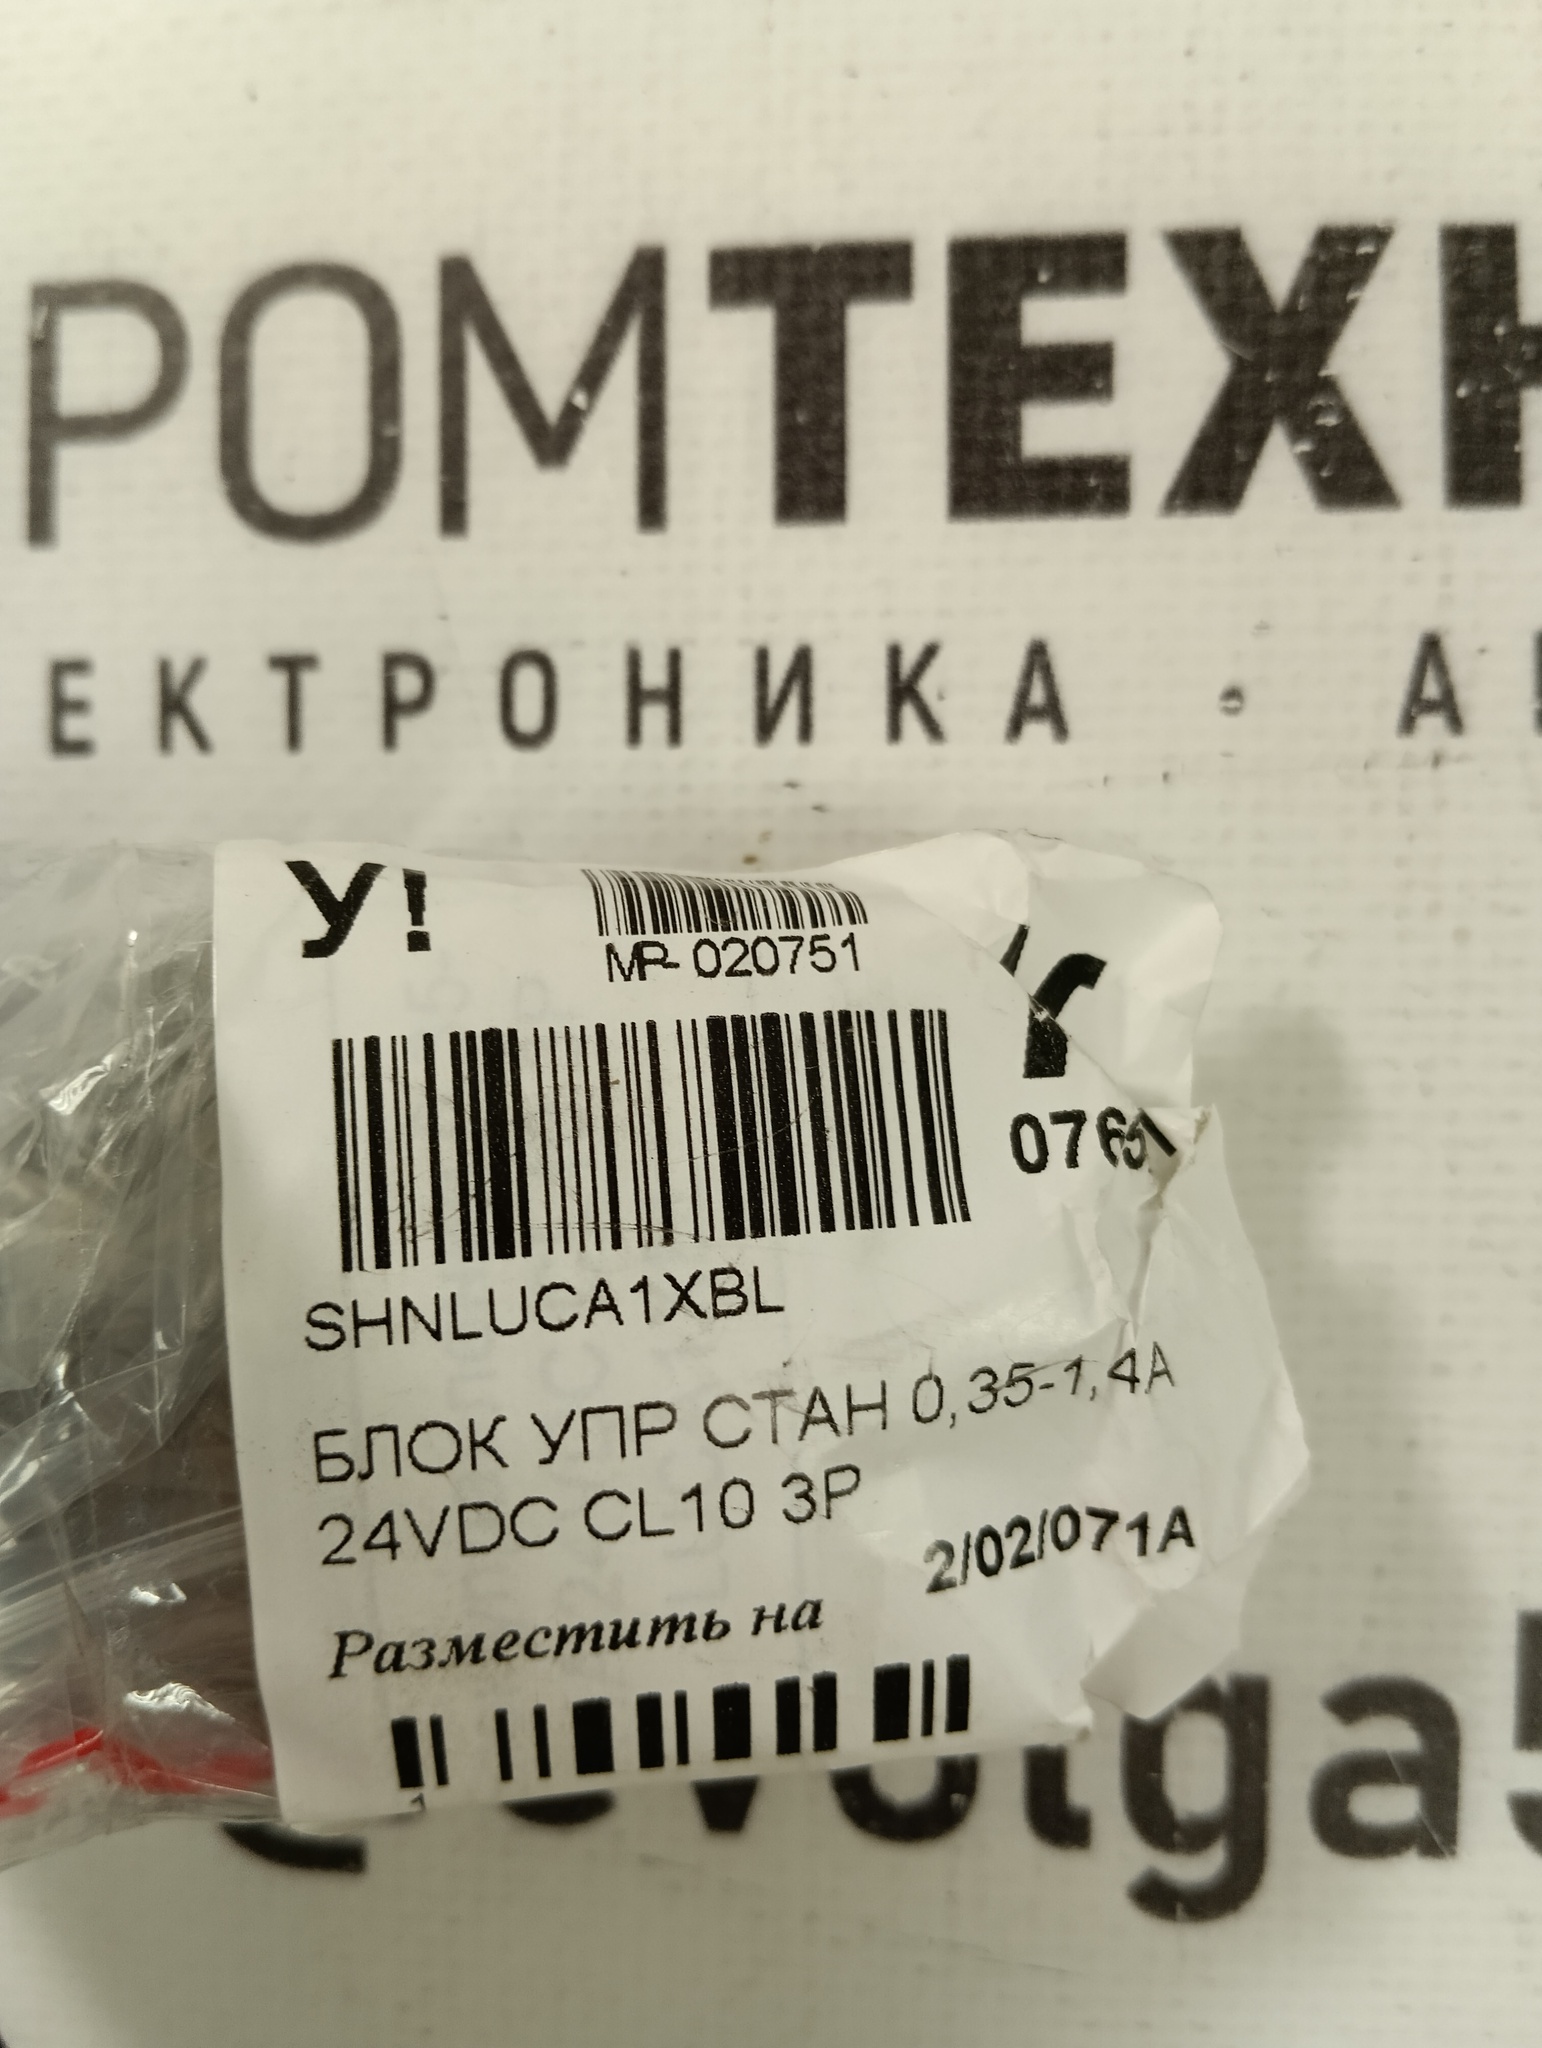 РОМТЕХН
ЕКТРОНИКА · А
У!
MP-020751
SHNLUCA1XBL
БЛОК УПР СТАН 0,35-1,4А
24VDC CL10 3P
2/02/071A
Разместить на